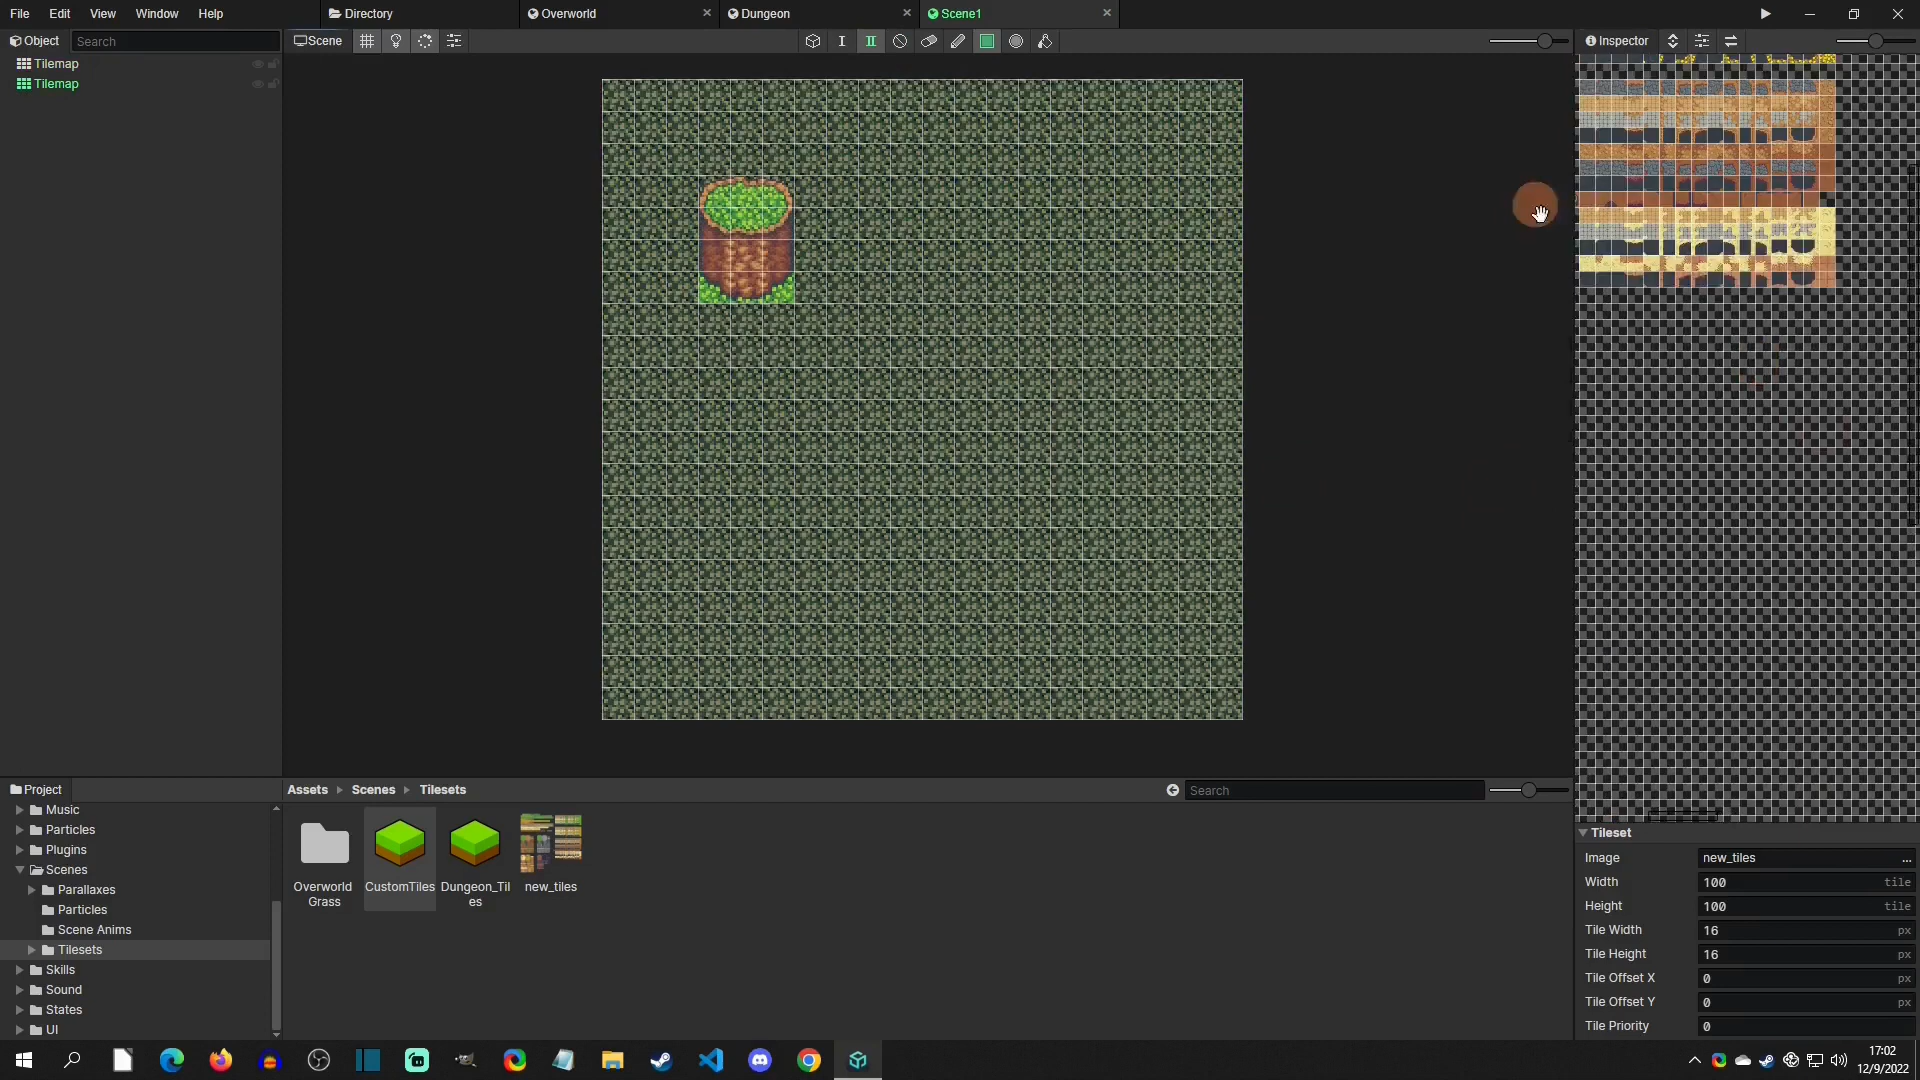 File Edit View Window Help
Directory
Overworld
Dungeon
Scene1
Object
Search
Scene
Inspector
Tilemap
Tilemap
Project
Assets Scenes Tilesets
Search
Music
Particles
Plugins
Scenes
Parallaxes
Particles
Scene Anims
Tilesets
Skills
Sound
States
UI
Overworld
Grass
CustomTiles
Dungeon_Til
es
new_tiles
Tileset
Image new_tiles ...
Width 100 tile
Height 100 tile
Tile Width 16 px
Tile Height 16 px
Tile Offset X 0 px
Tile Offset Y 0 px
Tile Priority 0
17:02
12/9/2022